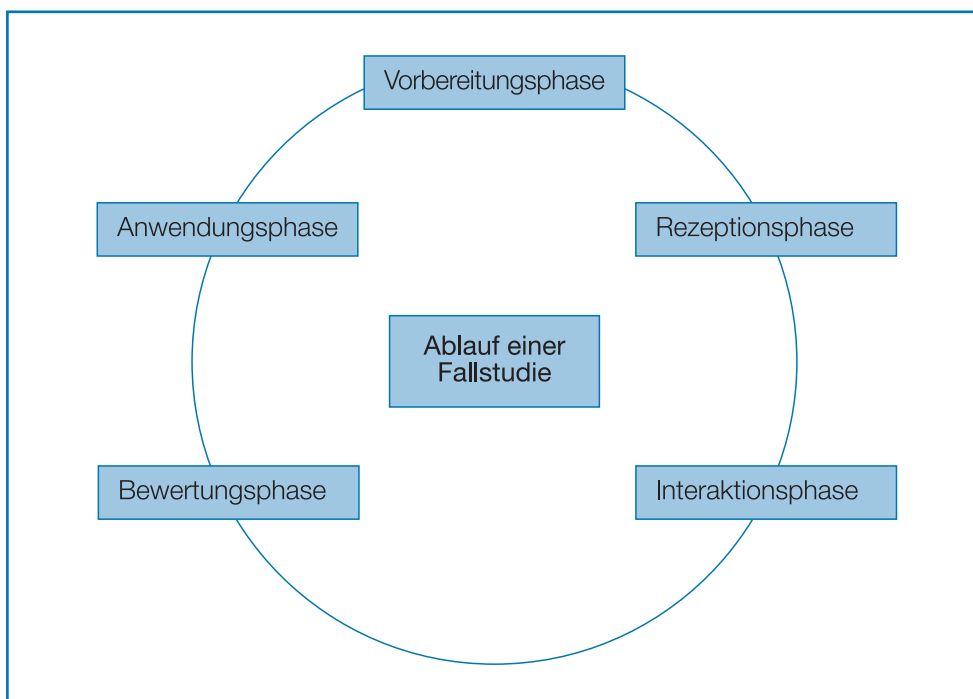 Vorbereitungsphase
Anwendungsphase
Rezeptionsphase
Ablauf einer
Fallstudie
Bewertungsphase
Interaktionsphase